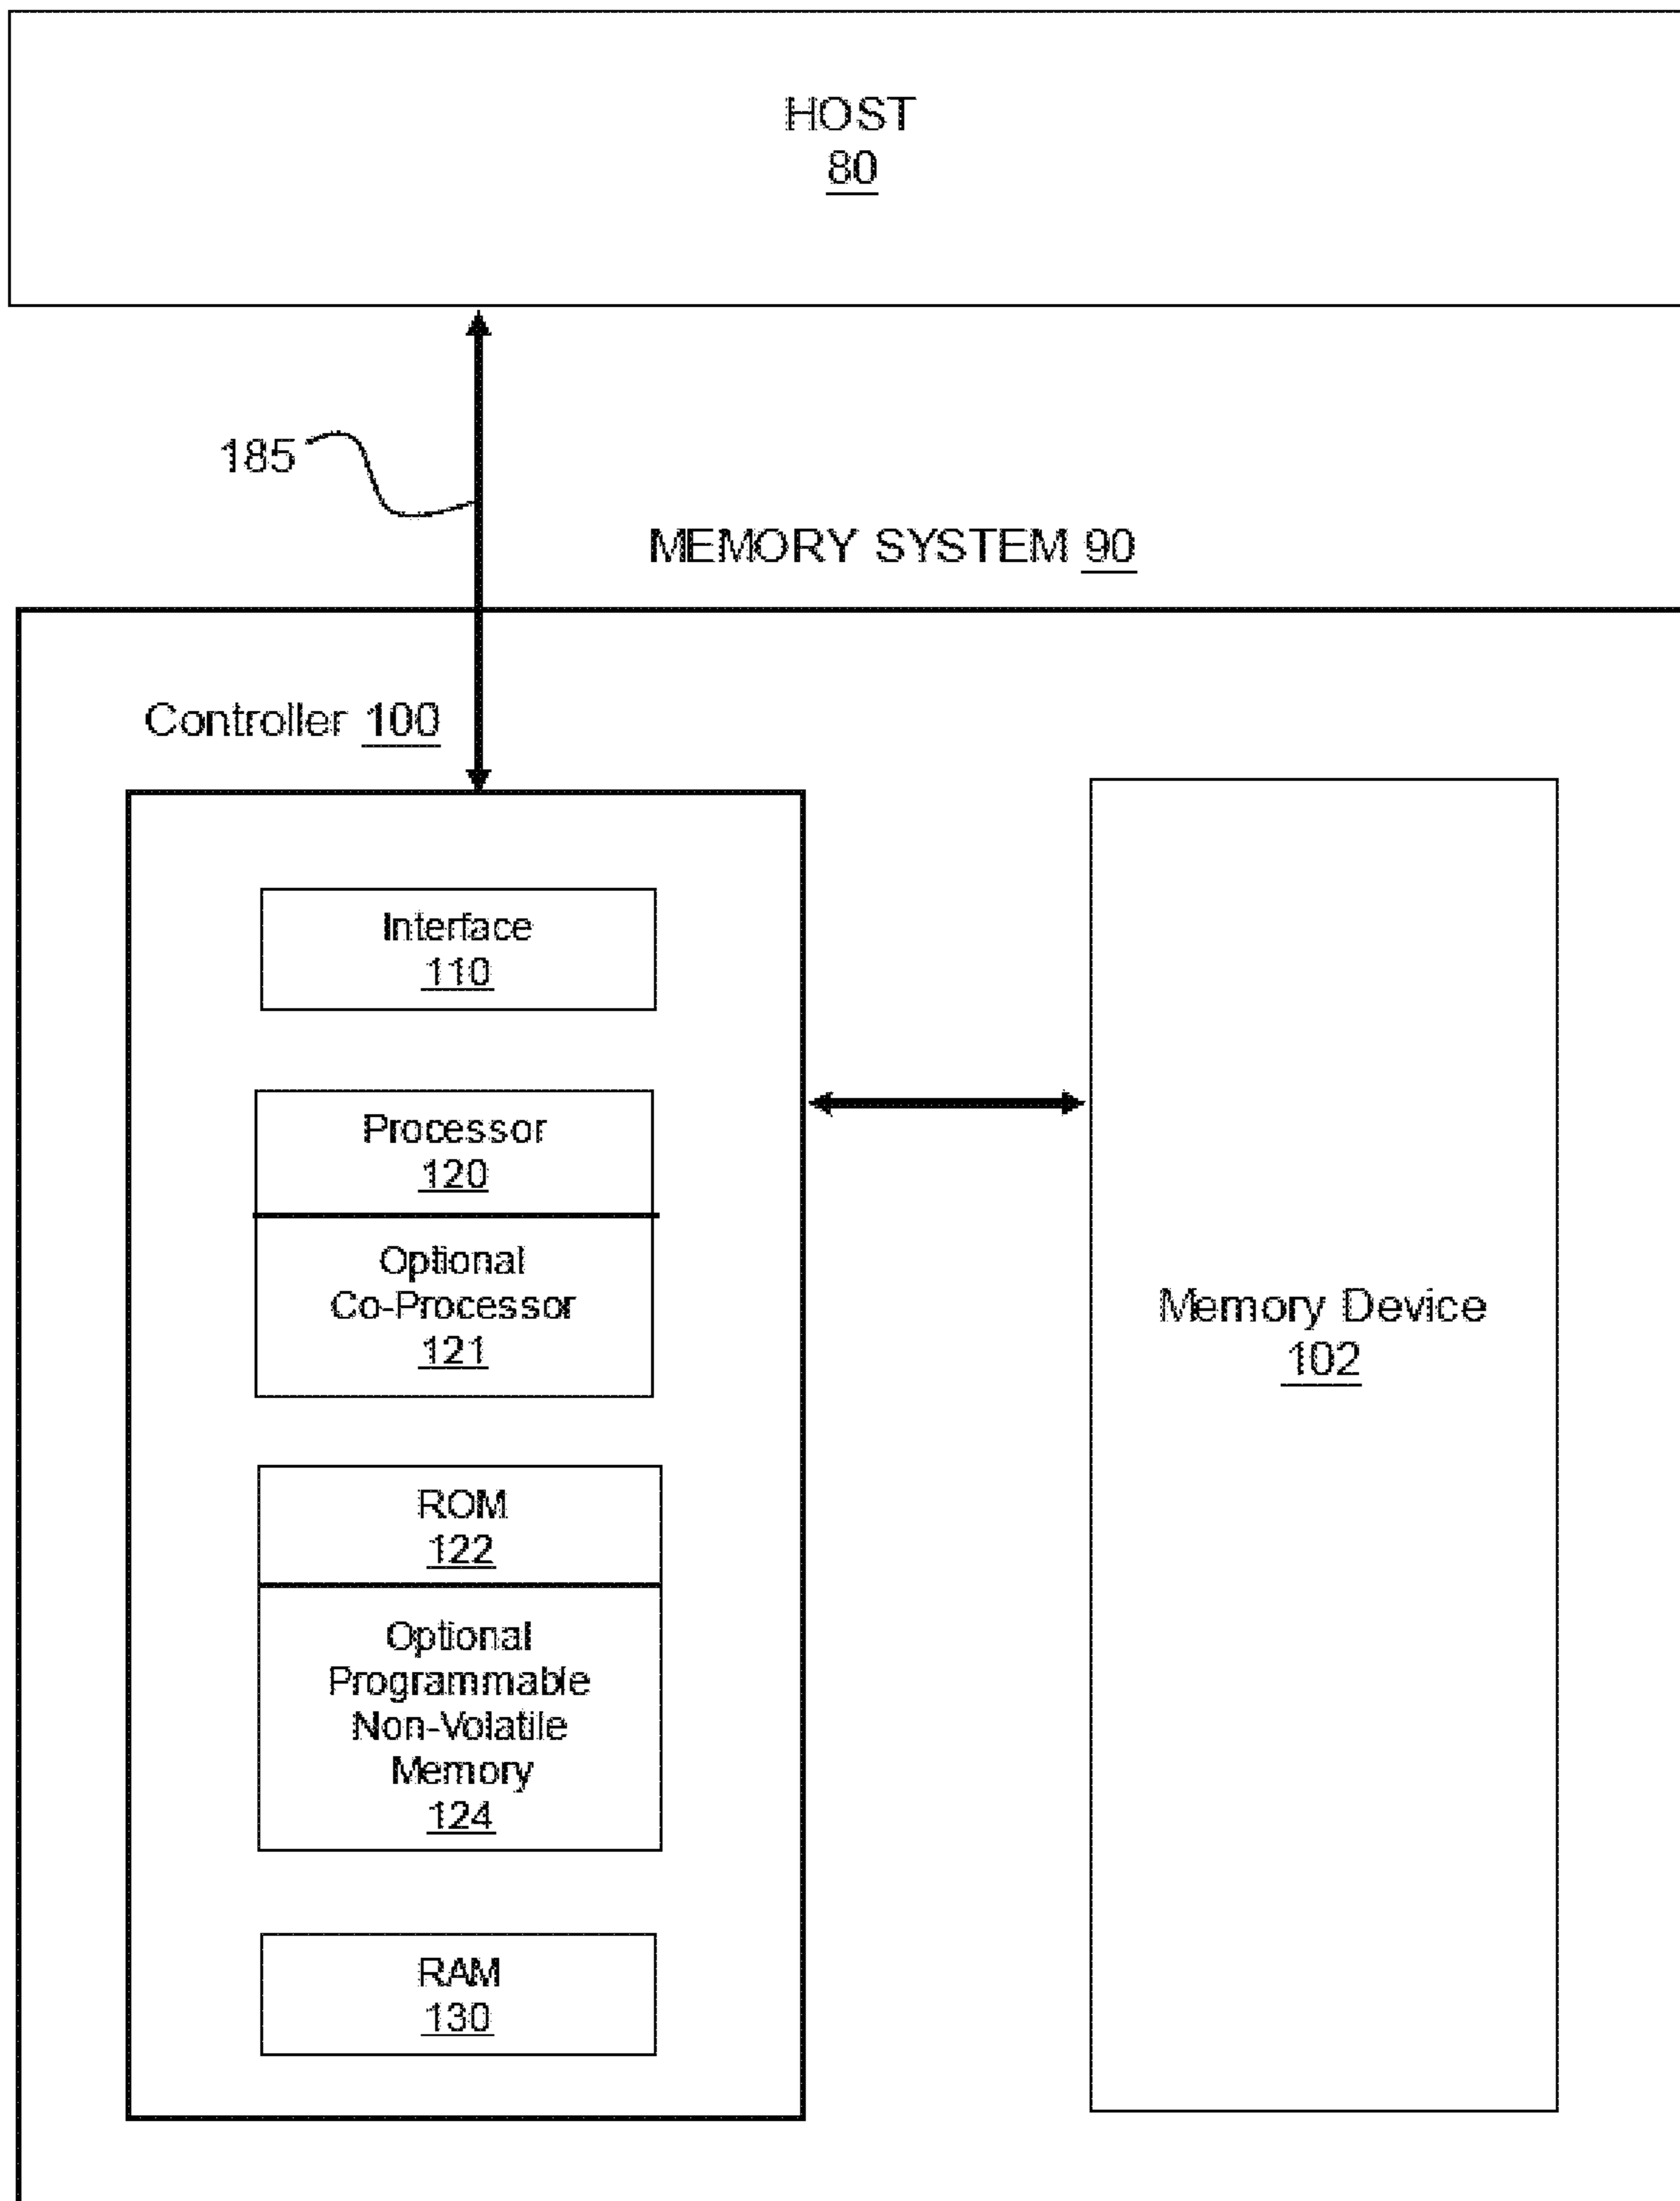 HOST
80
185
MEMORY SYSTEM 90
Controller 100
Interface
110
Processor
120
Optional
Co-Processor
121
ROM
122
Optional
Programmable
Non-Volatile
Memory
124
RAM
130
Memory Device
102